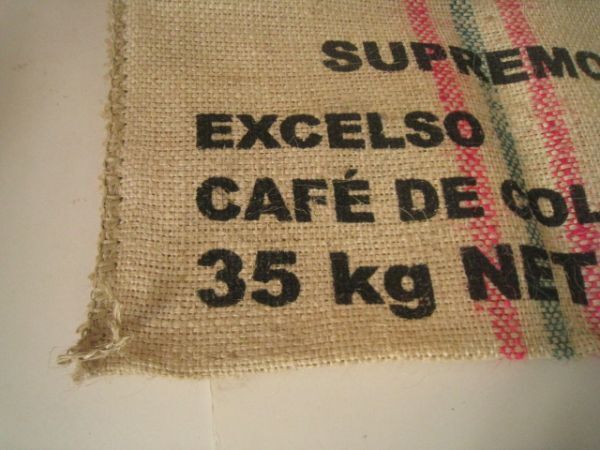 SUPREMO
EXCELSO
CAFÉ DE COL
35 kg NET